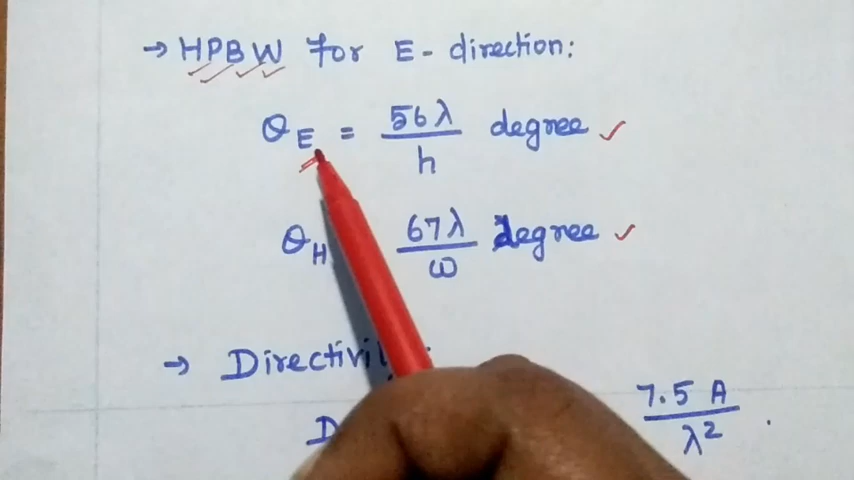 → HPBW for E-direction:
θE = 56λ / h degree ✓
θH 67λ / ω degree ✓
→ Directivi
D 7.5 A / λ² .